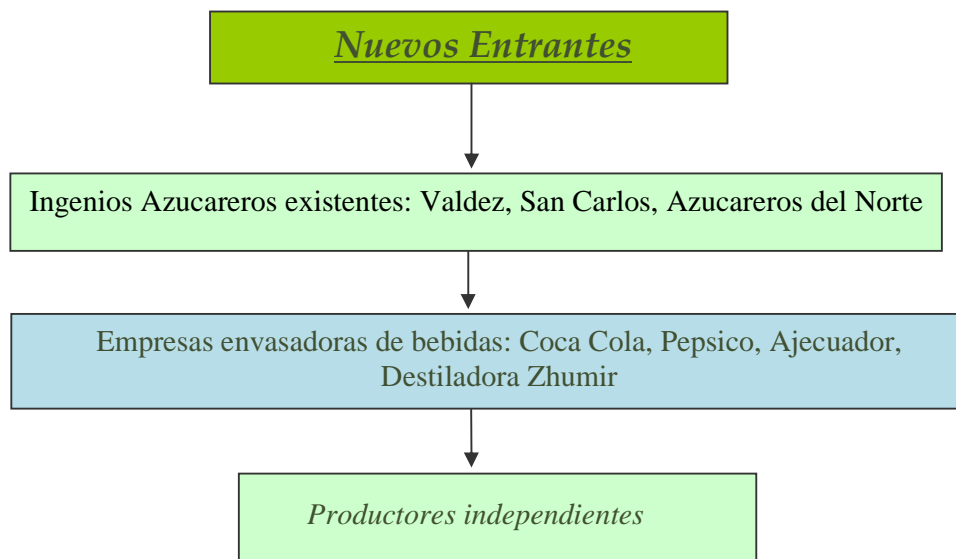 Nuevos Entrantes
Ingenios Azucareros existentes: Valdez, San Carlos, Azucareros del Norte
Empresas envasadoras de bebidas: Coca Cola, Pepsico, Ajecuador,
Destiladora Zhumir
Productores independientes